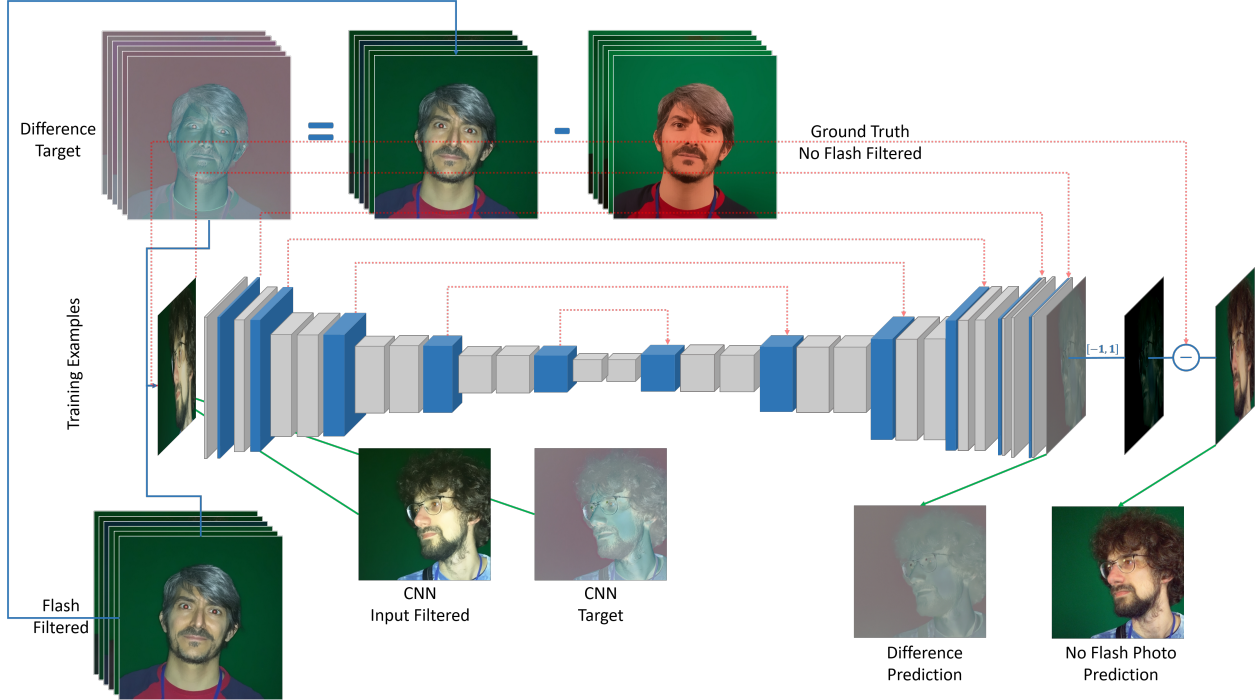 Difference
Target
=
-
Ground Truth
No Flash Filtered
Training Examples
[−1, 1]
−
CNN
Input Filtered
CNN
Target
Flash
Filtered
Difference
Prediction
No Flash Photo
Prediction